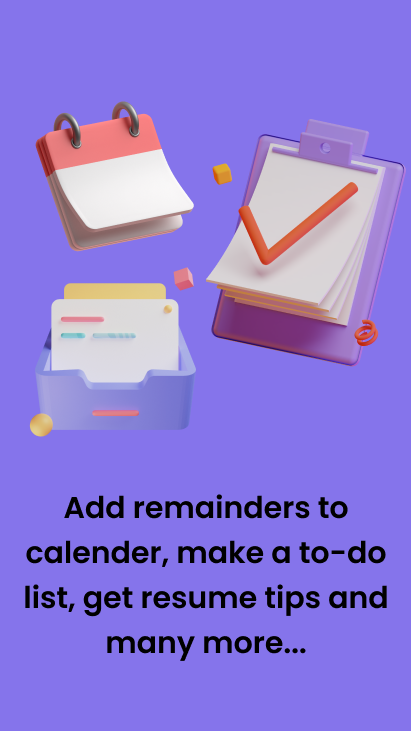 Add remainders to
calender, make a to-do
list, get resume tips and
many more...